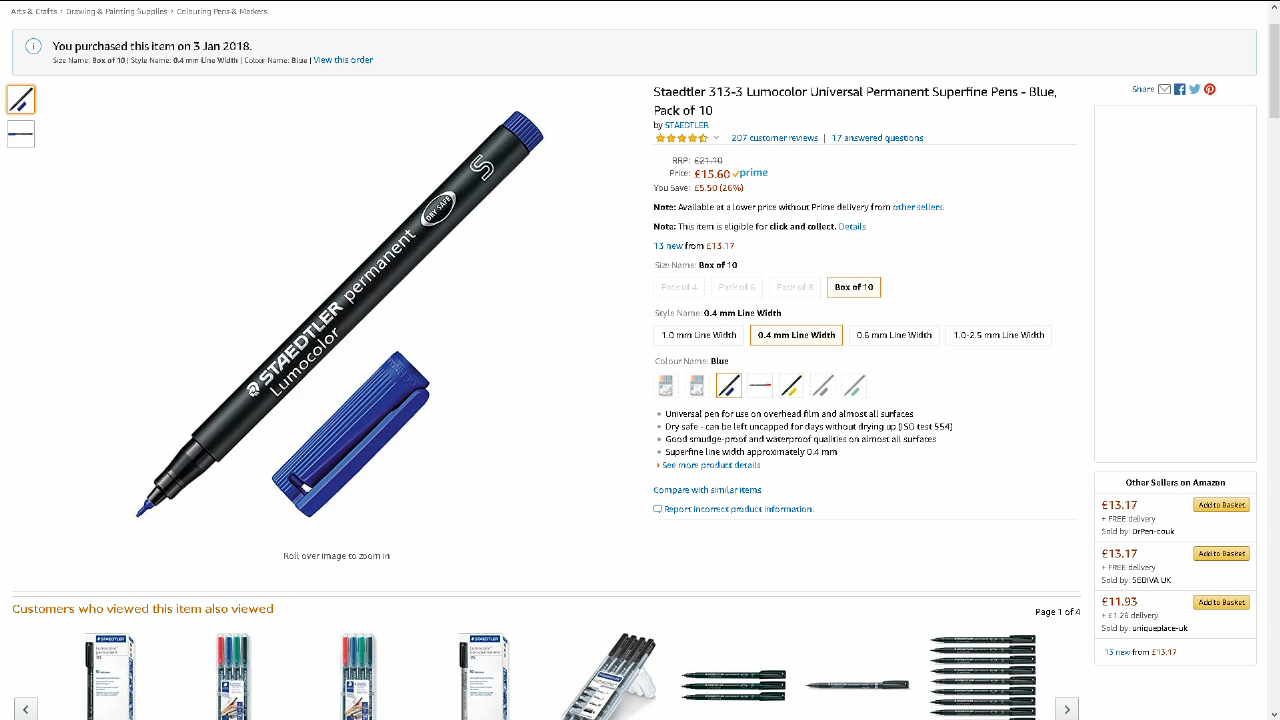 Arts & Crafts › Drawing & Painting Supplies › Colouring Pens & Markers
You purchased this item on 3 Jan 2018.
Size Name: Box of 10 | Style Name: 0.4 mm Line Width | Colour Name: Blue | View this order
Staedtler 313-3 Lumocolor Universal Permanent Superfine Pens - Blue,
Pack of 10
by STAEDTLER
207 customer reviews | 17 answered questions
Share
RRP: £21.10
Price: £15.60 prime
You Save: £5.50 (26%)
Note: Available at a lower price without Prime delivery from other sellers.
Note: This item is eligible for click and collect. Details
13 new from £13.17
Size Name: Box of 10
Pack of 4 Pack of 6 Pack of 8 Box of 10
Style Name: 0.4 mm Line Width
1.0 mm Line Width 0.4 mm Line Width 0.6 mm Line Width 1.0-2.5 mm Line Width
Colour Name: Blue
Universal pen for use on overhead film and almost all surfaces
Dry safe - can be left uncapped for days without drying up (ISO test 554)
Good smudge-proof and waterproof qualities on almost all surfaces
Superfine line width approximately 0.4 mm
See more product details
Compare with similar items
Report incorrect product information.
S
DRY SAFE
STAEDTLER permanent
Lumocolor
Roll over image to zoom in
Other Sellers on Amazon
£13.17 Add to Basket
+ FREE delivery
Sold by: DrPen-couk
£13.17 Add to Basket
+ FREE delivery
Sold by: SEDIVA UK
£11.93 Add to Basket
+ £1.26 delivery
Sold by: uniqueplace-uk
13 new from £13.17
Customers who viewed this item also viewed
Page 1 of 4
STAEDTLER
Lumocolor
STAEDTLER
Lumocolor